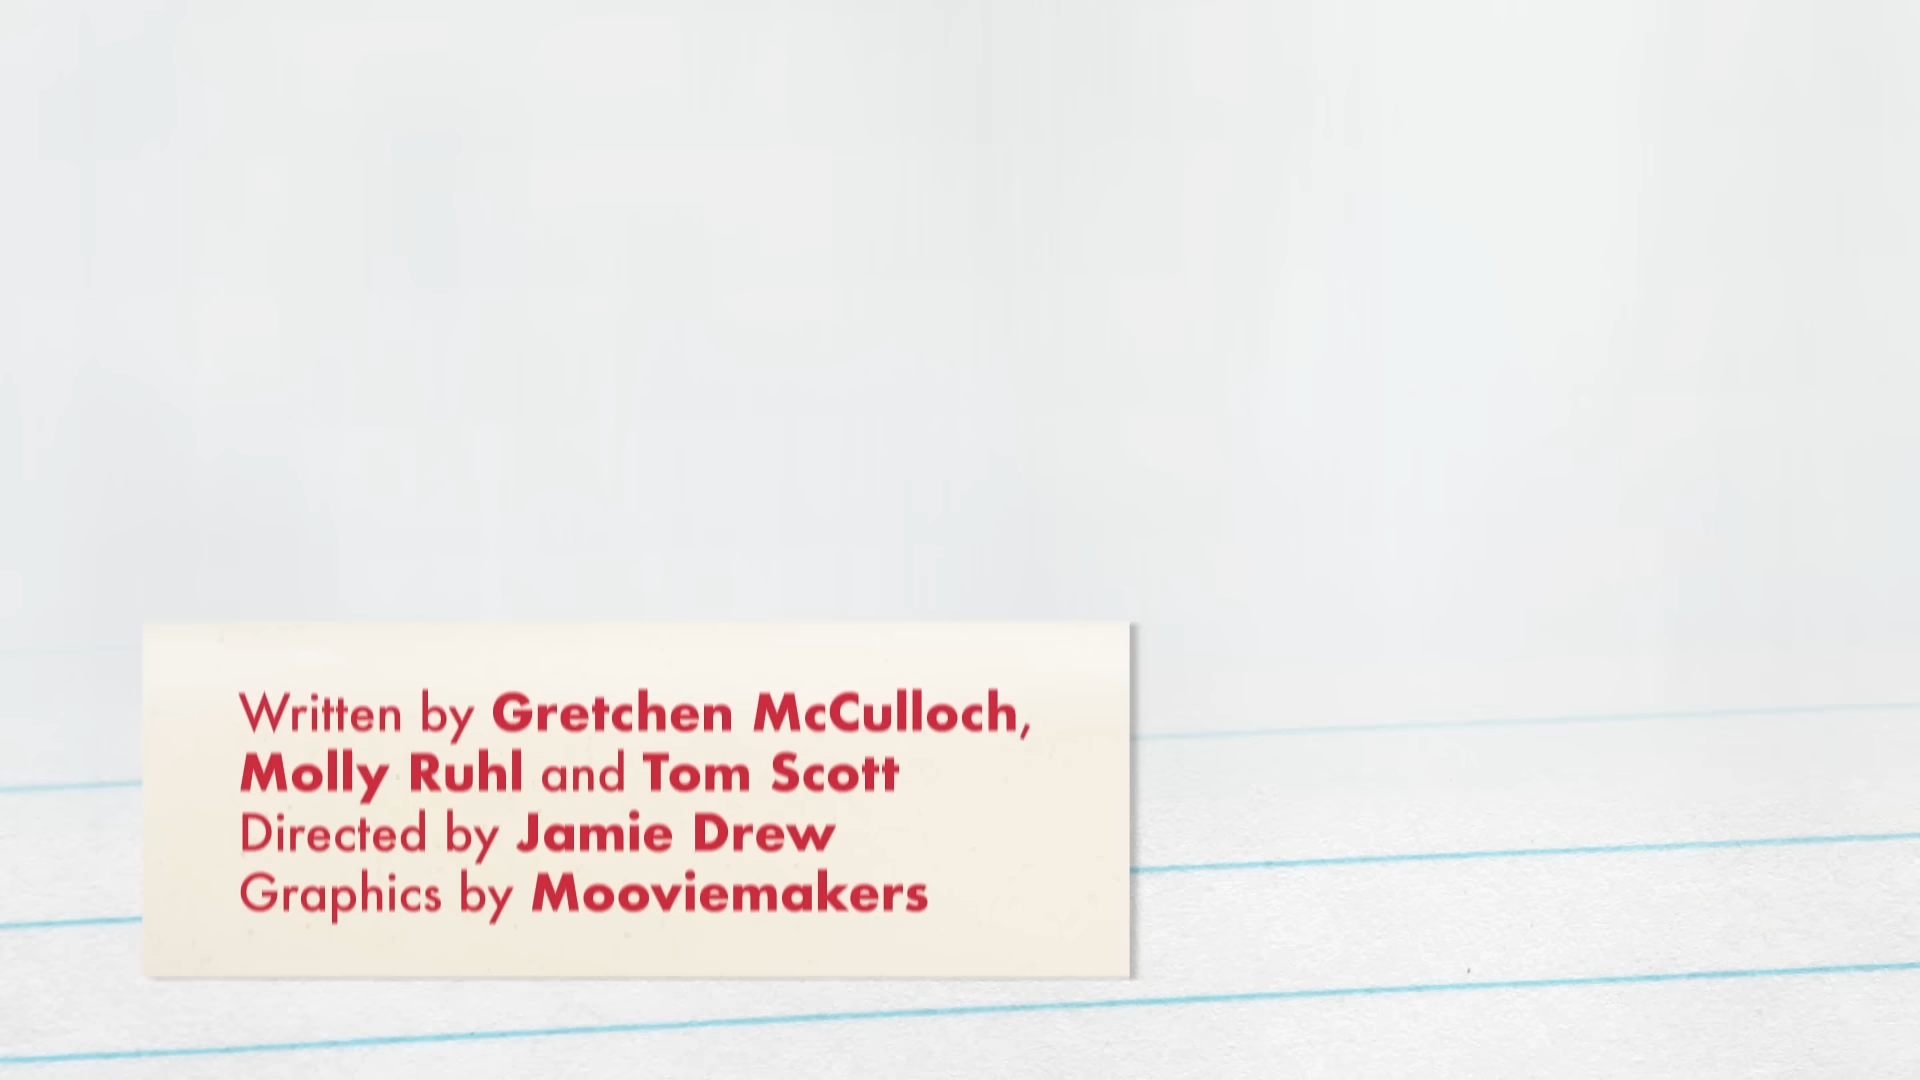 Written by Gretchen McCulloch,
Molly Ruhl and Tom Scott
Directed by Jamie Drew
Graphics by Mooviemakers